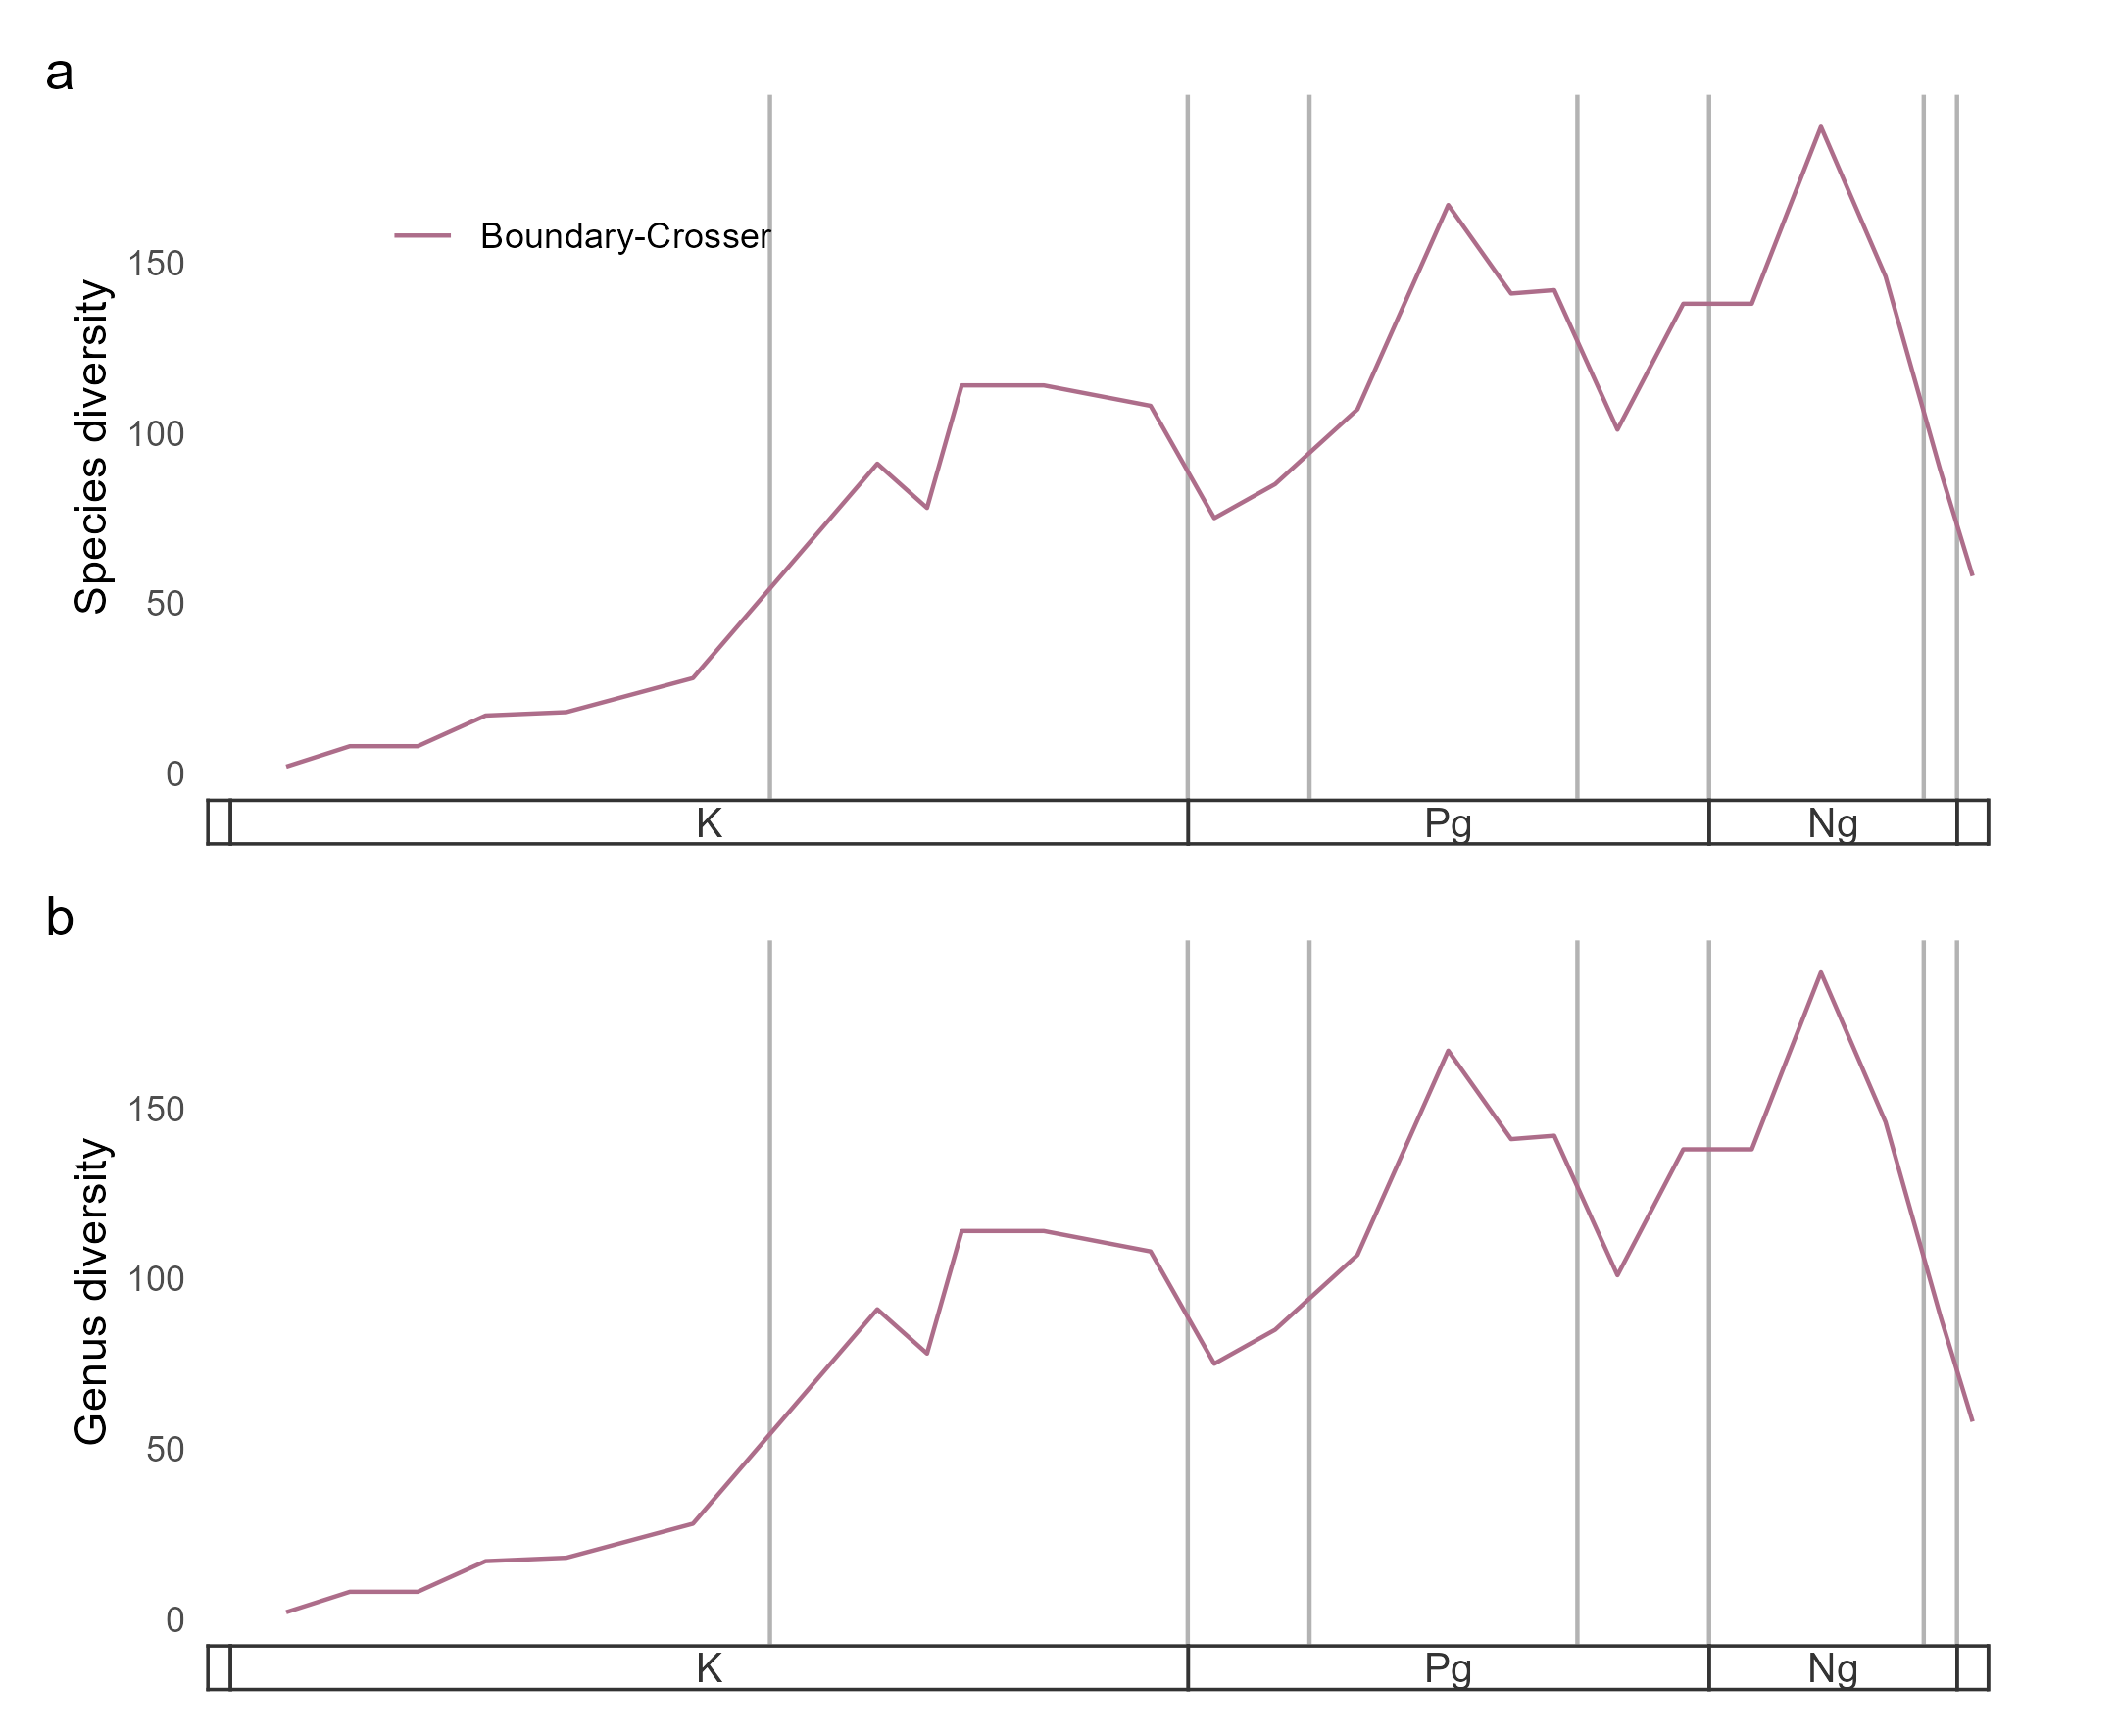 a
Boundary-Crosser
Species diversity
150
100
50
0
K Pg Ng
b
Genus diversity
150
100
50
0
K Pg Ng